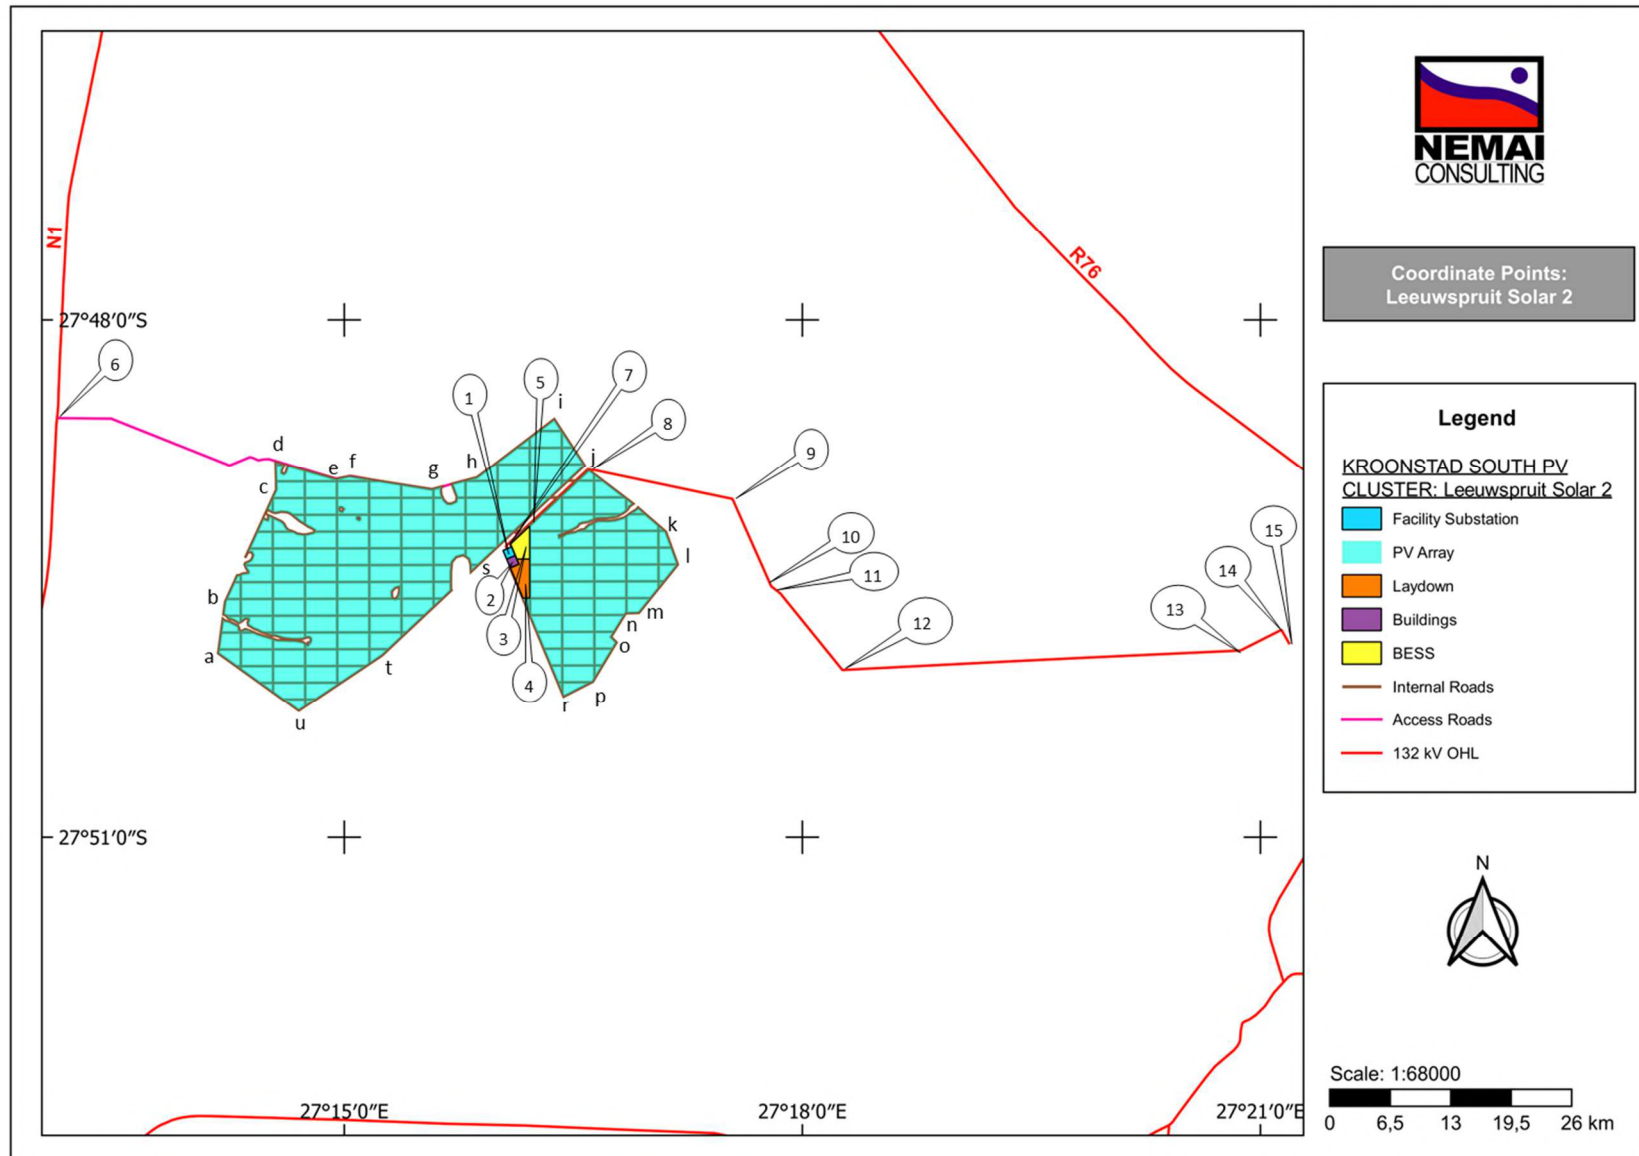 N1
R76
27°48′0″S
27°51′0″S
27°15′0″E
27°18′0″E
27°21′0″E
1
2
3
4
5
6
7
8
9
10
11
12
13
14
15
a
b
c
d
e
f
g
h
i
j
k
l
m
n
o
p
r
s
t
u
NEMAI
CONSULTING
Coordinate Points:
Leeuwspruit Solar 2
Legend
KROONSTAD SOUTH PV
CLUSTER: Leeuwspruit Solar 2
Facility Substation
PV Array
Laydown
Buildings
BESS
Internal Roads
Access Roads
132 kV OHL
N
Scale: 1:68000
0 6,5 13 19,5 26 km